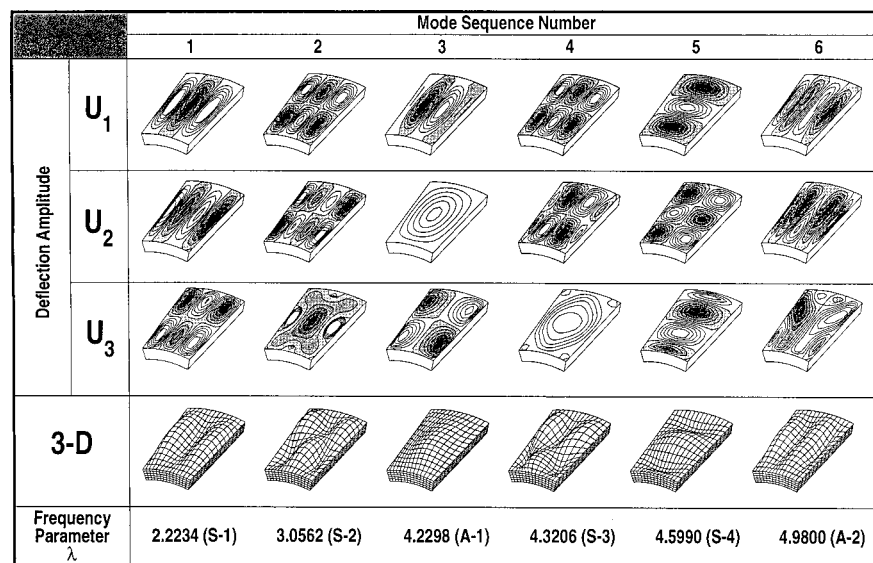 Mode Sequence Number
1 2 3 4 5 6
Deflection Amplitude
U1
U2
U3
3-D
Frequency
Parameter
λ
2.2234 (S-1) 3.0562 (S-2) 4.2298 (A-1) 4.3206 (S-3) 4.5990 (S-4) 4.9800 (A-2)